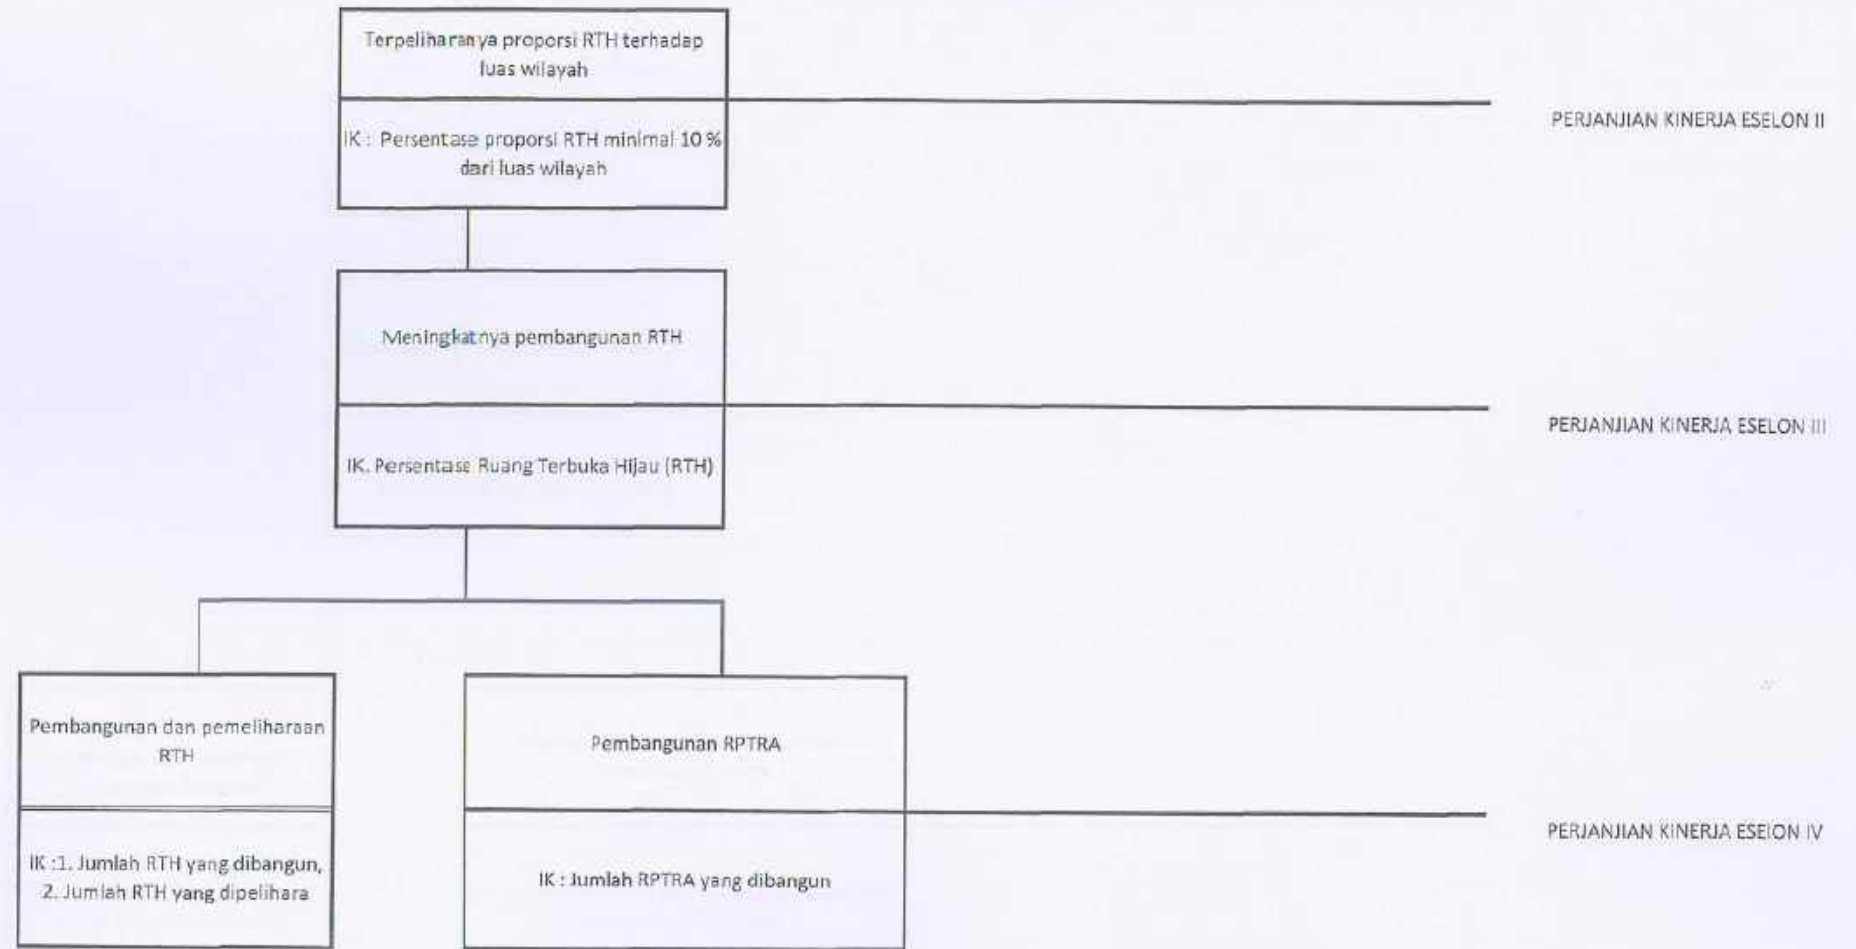 Terpeliharanya proporsi RTH terhadap
luas wilayah
IK : Persentase proporsi RTH minimal 10 %
dari luas wilayah
PERJANJIAN KINERJA ESELON II
Meningkatnya pembangunan RTH
IK. Persentase Ruang Terbuka Hijau (RTH)
PERJANJIAN KINERJA ESELON III
Pembangunan dan pemeliharaan
RTH
IK :1. Jumlah RTH yang dibangun,
2. Jumlah RTH yang dipelihara
Pembangunan RPTRA
IK : Jumlah RPTRA yang dibangun
PERJANJIAN KINERJA ESElON IV